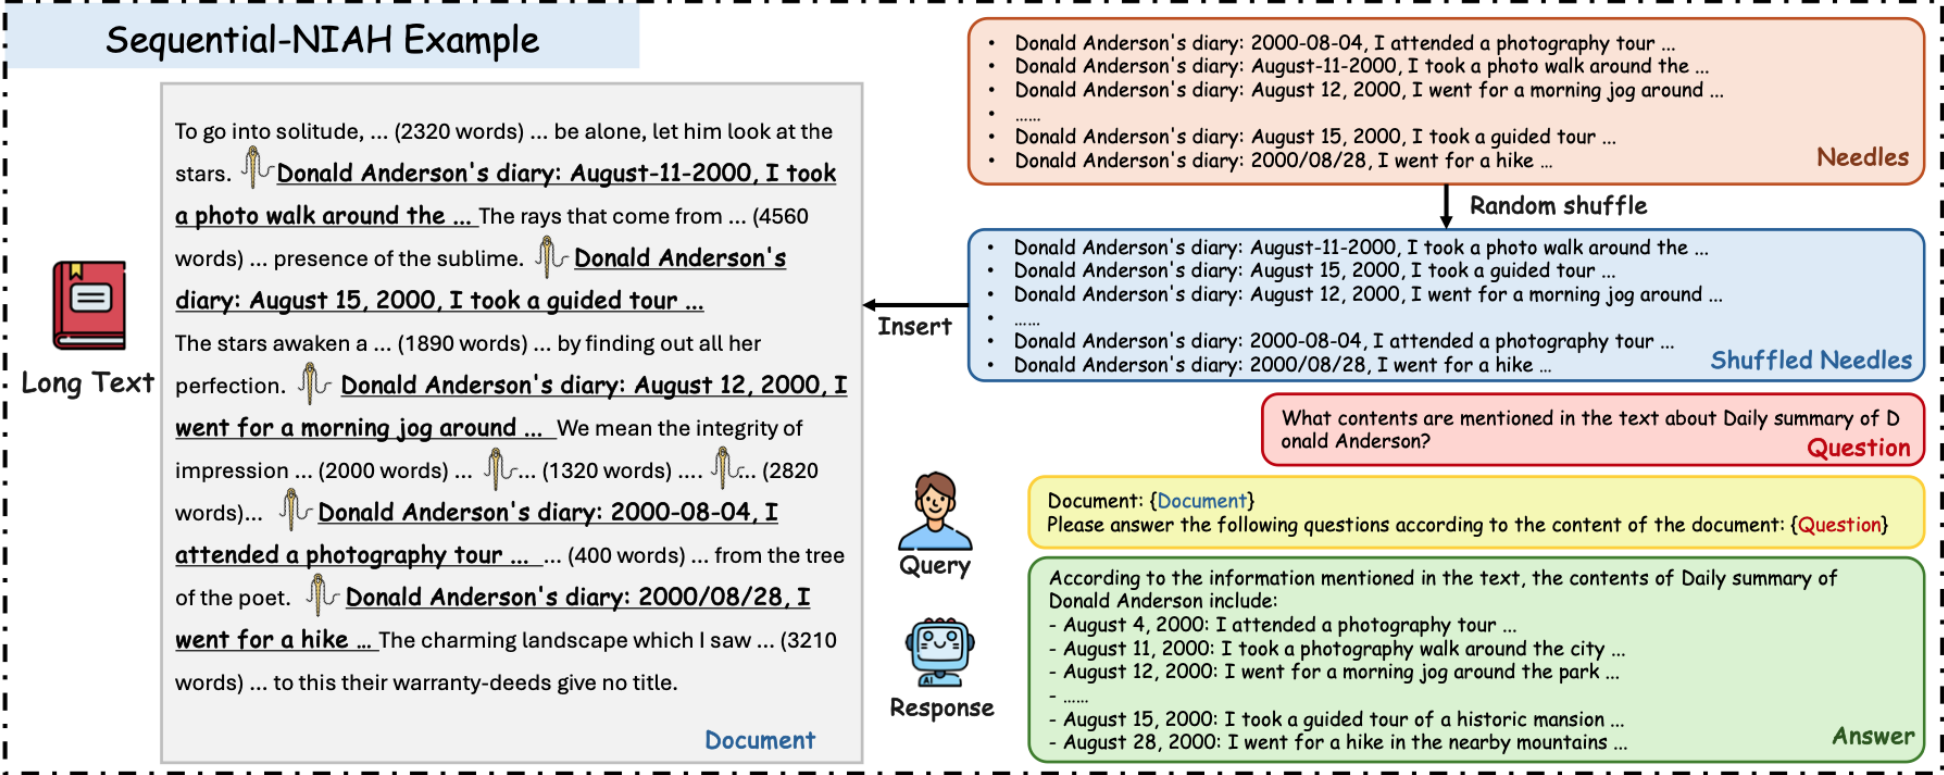 Sequential-NIAH Example
Long Text
To go into solitude, ... (2320 words) ... be alone, let him look at the
stars. Donald Anderson's diary: August-11-2000, I took
a photo walk around the ... The rays that come from ... (4560
words) ... presence of the sublime. Donald Anderson's
diary: August 15, 2000, I took a guided tour ...
The stars awaken a ... (1890 words) ... by finding out all her
perfection. Donald Anderson's diary: August 12, 2000, I
went for a morning jog around ... We mean the integrity of
impression ... (2000 words) ... ... (1320 words) .... ... (2820
words)... Donald Anderson's diary: 2000-08-04, I
attended a photography tour ... ... (400 words) ... from the tree
of the poet. Donald Anderson's diary: 2000/08/28, I
went for a hike ... The charming landscape which I saw ... (3210
words) ... to this their warranty-deeds give no title.
Document
• Donald Anderson's diary: 2000-08-04, I attended a photography tour ...
• Donald Anderson's diary: August-11-2000, I took a photo walk around the ...
• Donald Anderson's diary: August 12, 2000, I went for a morning jog around ...
• ......
• Donald Anderson's diary: August 15, 2000, I took a guided tour ...
• Donald Anderson's diary: 2000/08/28, I went for a hike ...
Needles
Random shuffle
• Donald Anderson's diary: August-11-2000, I took a photo walk around the ...
• Donald Anderson's diary: August 15, 2000, I took a guided tour ...
• Donald Anderson's diary: August 12, 2000, I went for a morning jog around ...
• ......
• Donald Anderson's diary: 2000-08-04, I attended a photography tour ...
• Donald Anderson's diary: 2000/08/28, I went for a hike ...
Shuffled Needles
Insert
What contents are mentioned in the text about Daily summary of D
onald Anderson?
Question
Query
Document: {Document}
Please answer the following questions according to the content of the document: {Question}
Response
AI
According to the information mentioned in the text, the contents of Daily summary of
Donald Anderson include:
- August 4, 2000: I attended a photography tour ...
- August 11, 2000: I took a photography walk around the city ...
- August 12, 2000: I went for a morning jog around the park ...
- ......
- August 15, 2000: I took a guided tour of a historic mansion ...
- August 28, 2000: I went for a hike in the nearby mountains ...
Answer